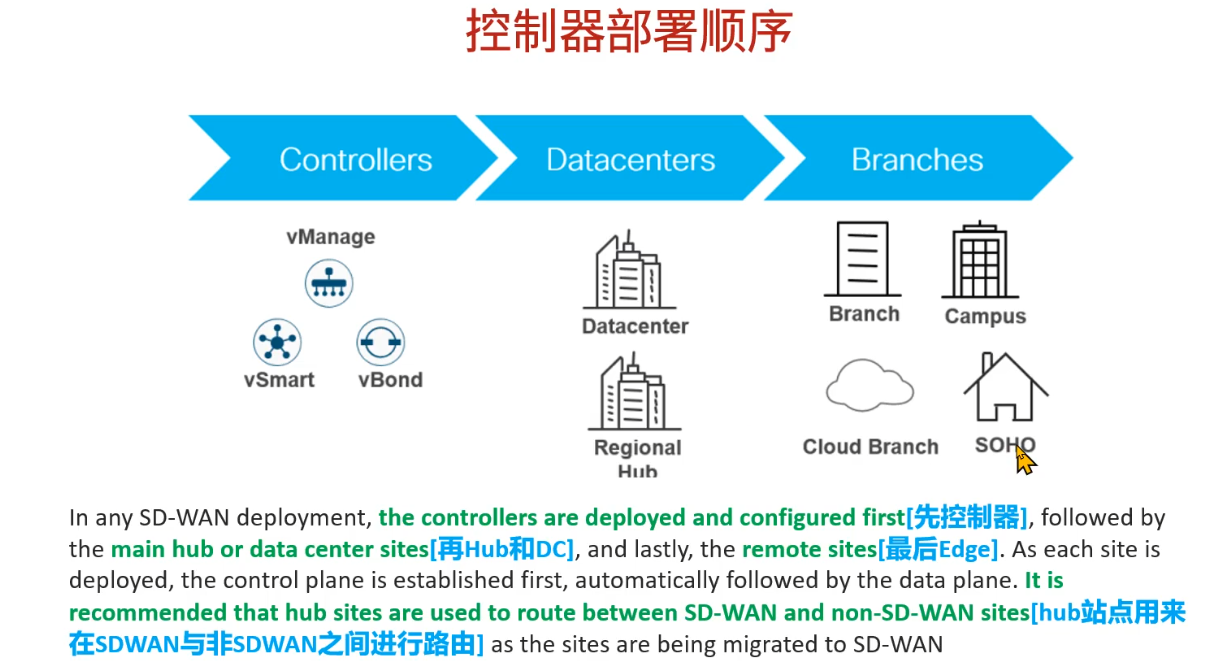 控制器部署顺序
Controllers
Datacenters
Branches
vManage
vSmart
vBond
Datacenter
Regional
Hub
Branch
Campus
Cloud Branch
SOHO
In any SD-WAN deployment, the controllers are deployed and configured first[先控制器], followed by
the main hub or data center sites[再Hub和DC], and lastly, the remote sites[最后Edge]. As each site is
deployed, the control plane is established first, automatically followed by the data plane. It is
recommended that hub sites are used to route between SD-WAN and non-SD-WAN sites[hub站点用来
在SDWAN与非SDWAN之间进行路由] as the sites are being migrated to SD-WAN